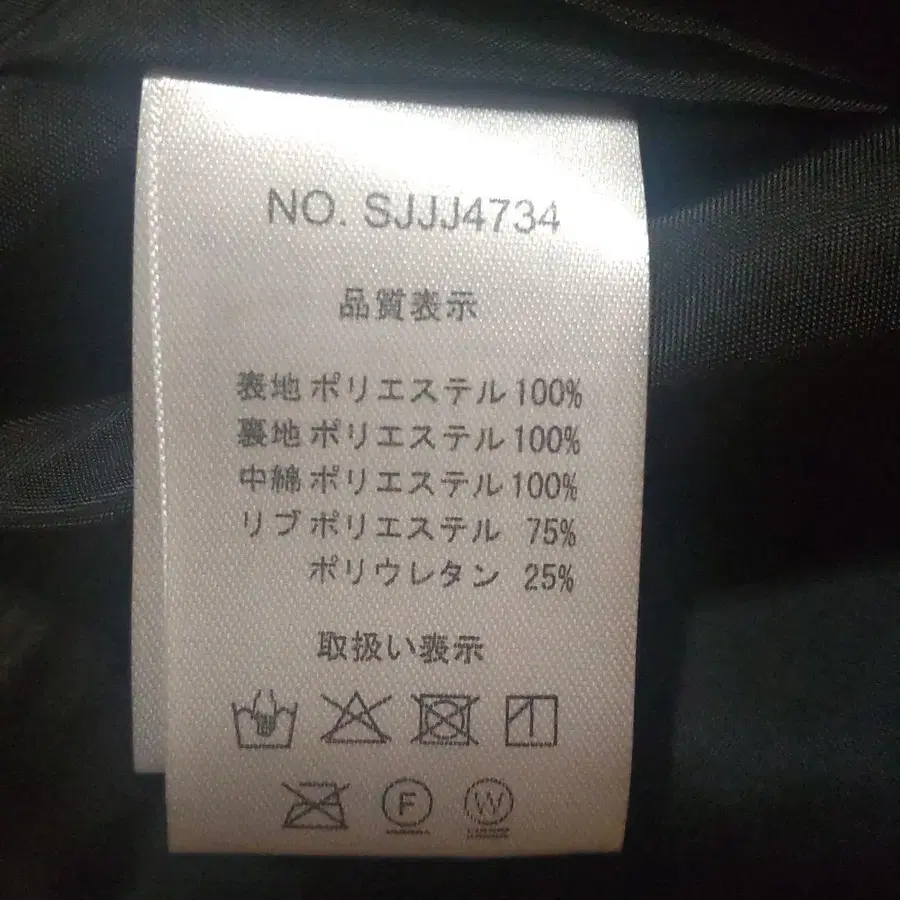 NO. SJJJ4734
品質表示
表地 ポリエステル 100%
裏地 ポリエステル 100%
中綿 ポリエステル 100%
リブ ポリエステル 75%
ポリウレタン 25%
取扱い表示
F W